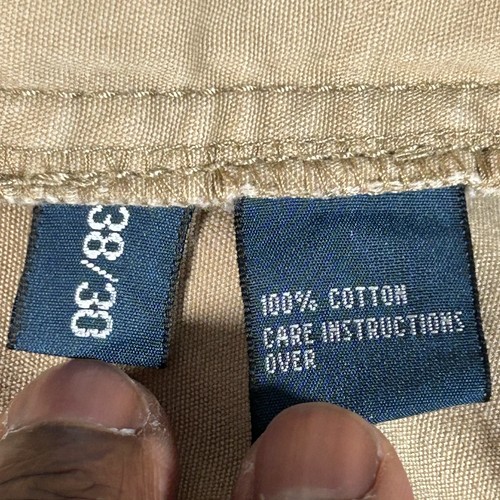 38/30
100% COTTON
CARE INSTRUCTIONS
OVER